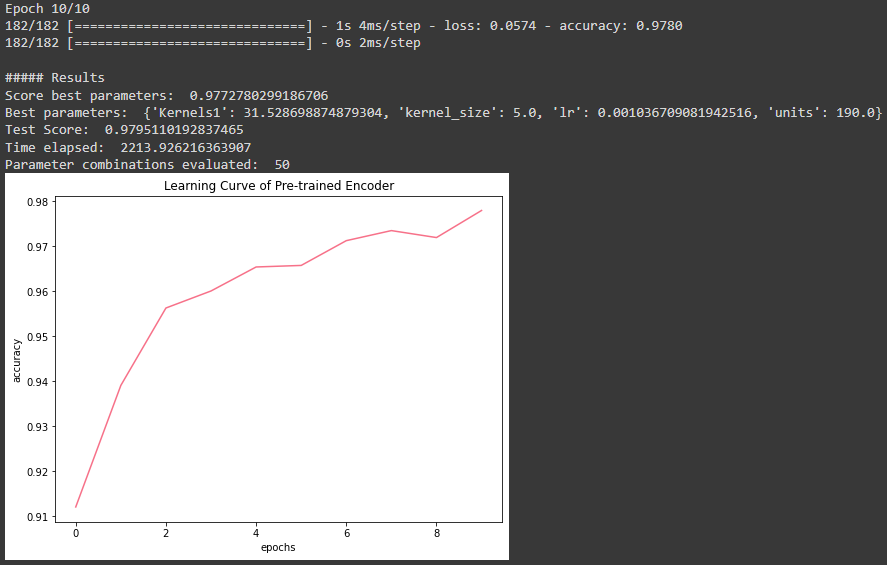 Epoch 10/10
182/182 [==============================] - 1s 4ms/step - loss: 0.0574 - accuracy: 0.9780
182/182 [==============================] - 0s 2ms/step
##### Results
Score best parameters:  0.9772780299186706
Best parameters:  {'Kernels1': 31.528698874879304, 'kernel_size': 5.0, 'lr': 0.001036709081942516, 'units': 190.0}
Test Score:  0.9795110192837465
Time elapsed:  2213.926216363907
Parameter combinations evaluated:  50
Learning Curve of Pre-trained Encoder
0.98
0.97
0.96
0.95
0.94
0.93
0.92
0.91
accuracy
0 2 4 6 8
epochs